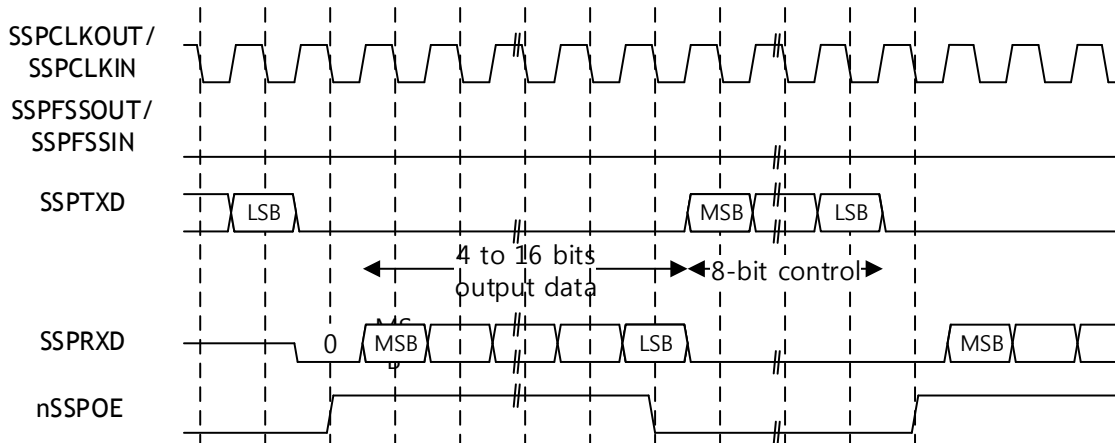 SSPCLKOUT/
SSPCLKIN
SSPFSSOUT/
SSPFSSIN
SSPTXD
LSB
MSB
LSB
4 to 16 bits
output data
8-bit control
SSPRXD
0
MSB
MSB
LSB
MSB
nSSPOE